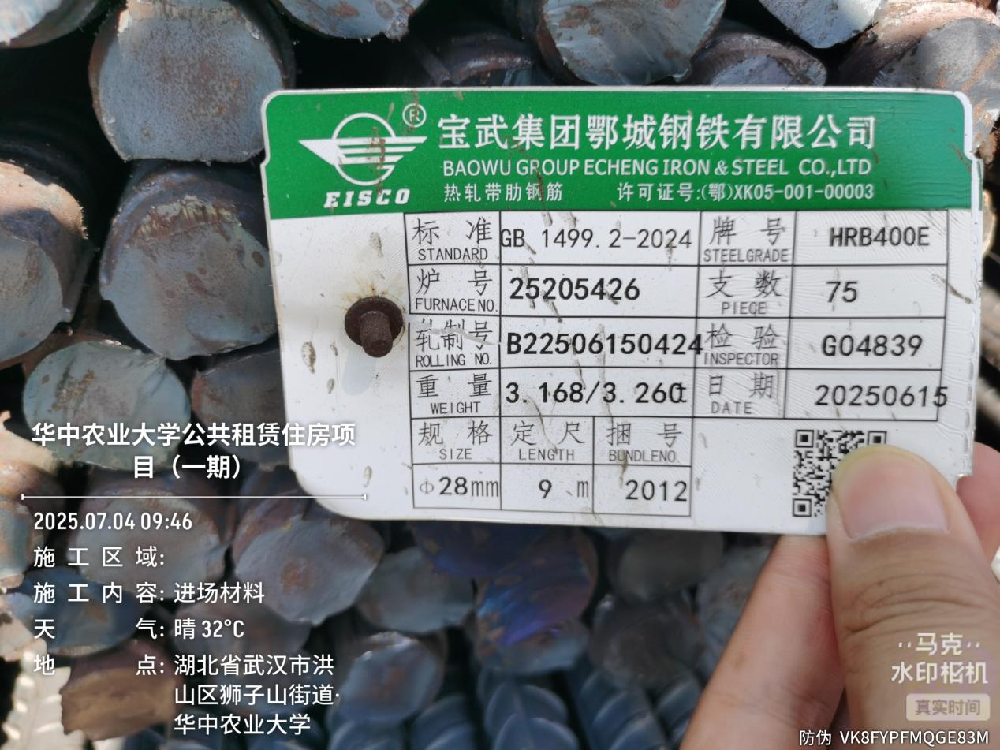 宝武集团鄂城钢铁有限公司
BAOWU GROUP ECHENG IRON & STEEL CO.,LTD
EISCO ®
热轧带肋钢筋 许可证号:(鄂)XK05-001-00003
标 准 STANDARD GB 1499.2-2024 牌 号 STEELGRADE HRB400E
炉 号 FURNACE NO. 25205426 支 数 PIECE 75
轧制号 ROLLING NO. B22506150424 检 验 INSPECTOR G04839
重 量 WEIGHT 3.168/3.260t 日 期 DATE 20250615
规 格 SIZE 定 尺 LENGTH 捆 号 BUNDLENO.
Φ28mm 9 m 2012
华中农业大学公共租赁住房项
目（一期）
2025.07.04 09:46
施 工 区 域:
施 工 内 容: 进场材料
天 气: 晴 32°C
地 点: 湖北省武汉市洪
山区狮子山街道·
华中农业大学
马克
水印相机
真实时间
防伪 VK8FYPFMQGE83M